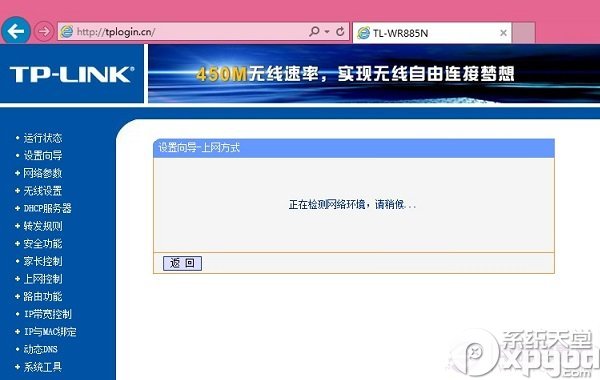 http://tplogin.cn/
TL-WR885N
TP-LINK
450M无线速率，实现无线自由连接梦想
运行状态
设置向导
网络参数
无线设置
DHCP服务器
转发规则
安全功能
家长控制
上网控制
路由功能
IP带宽控制
IP与MAC绑定
动态DNS
系统工具
设置向导-上网方式
正在检测网络环境，请稍候...
返 回
系统天堂